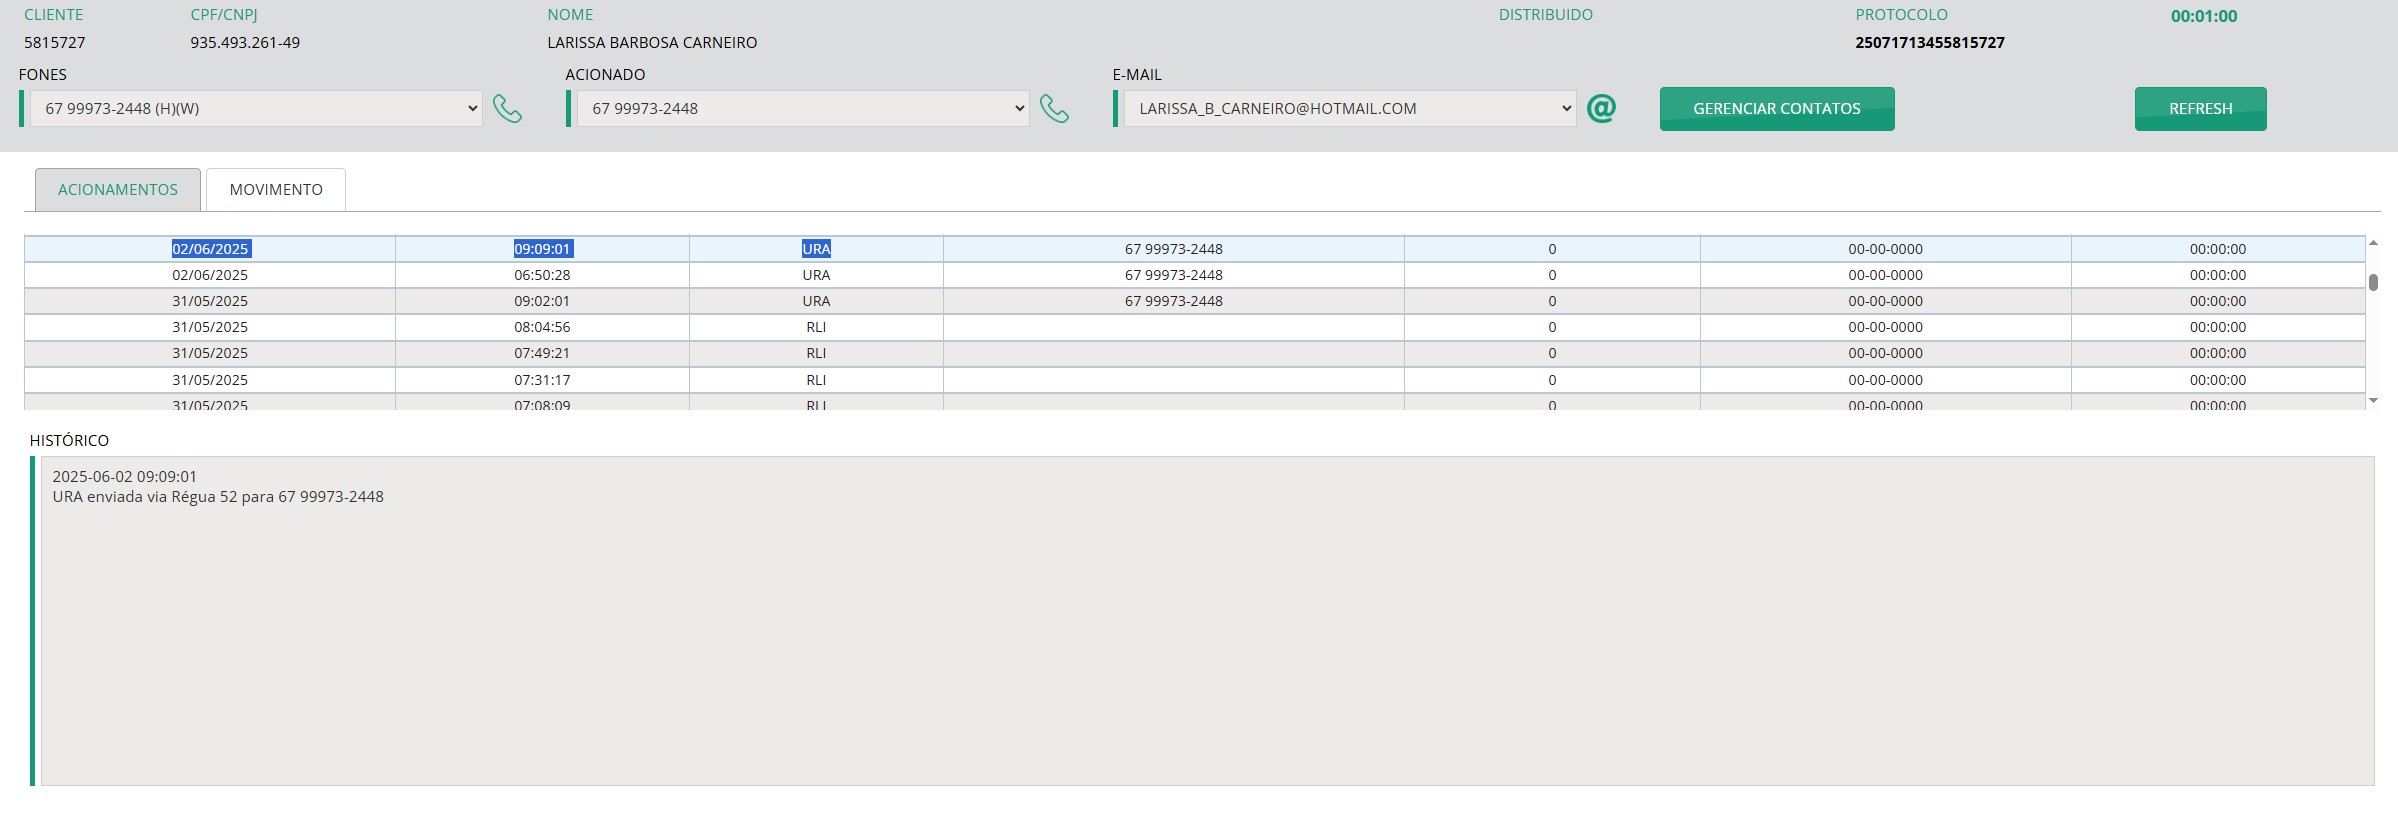 CLIENTE CPF/CNPJ NOME DISTRIBUIDO PROTOCOLO 00:01:00
5815727 935.493.261-49 LARISSA BARBOSA CARNEIRO 25071713455815727
FONES ACIONADO E-MAIL
67 99973-2448 (H)(W) 67 99973-2448 LARISSA_B_CARNEIRO@HOTMAIL.COM @ GERENCIAR CONTATOS REFRESH
ACIONAMENTOS MOVIMENTO
02/06/2025 09:09:01 URA 67 99973-2448 0 00-00-0000 00:00:00
02/06/2025 06:50:28 URA 67 99973-2448 0 00-00-0000 00:00:00
31/05/2025 09:02:01 URA 67 99973-2448 0 00-00-0000 00:00:00
31/05/2025 08:04:56 RLI 0 00-00-0000 00:00:00
31/05/2025 07:49:21 RLI 0 00-00-0000 00:00:00
31/05/2025 07:31:17 RLI 0 00-00-0000 00:00:00
31/05/2025 07:08:09 RLI 0 00-00-0000 00:00:00
HISTÓRICO
2025-06-02 09:09:01
URA enviada via Régua 52 para 67 99973-2448